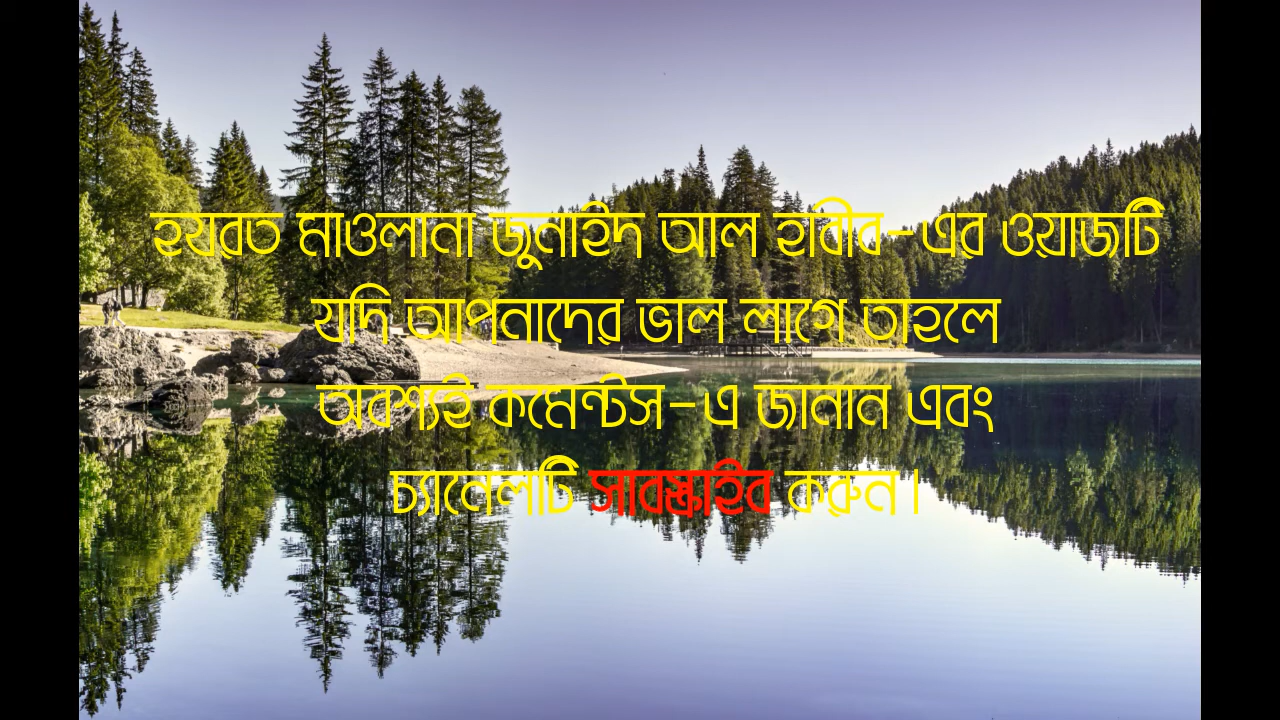 হযরত মাওলানা জুনাইদ আল হাবীব-এর ওয়াজটি
যদি আপনাদের ভাল লাগে তাহলে
অবশ্যই কমেন্টস-এ জানান এবং
চ্যানেলটি সাবস্ক্রাইব করুন।